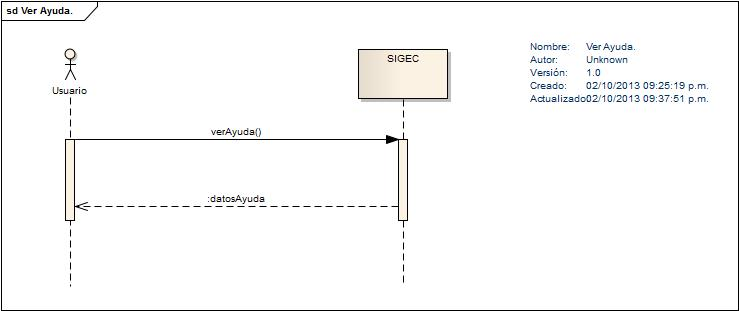 sd Ver Ayuda.
Usuario
SIGEC
Nombre: Ver Ayuda.
Autor: Unknown
Versión: 1.0
Creado: 02/10/2013 09:25:19 p.m.
Actualizado02/10/2013 09:37:51 p.m.
verAyuda()
:datosAyuda